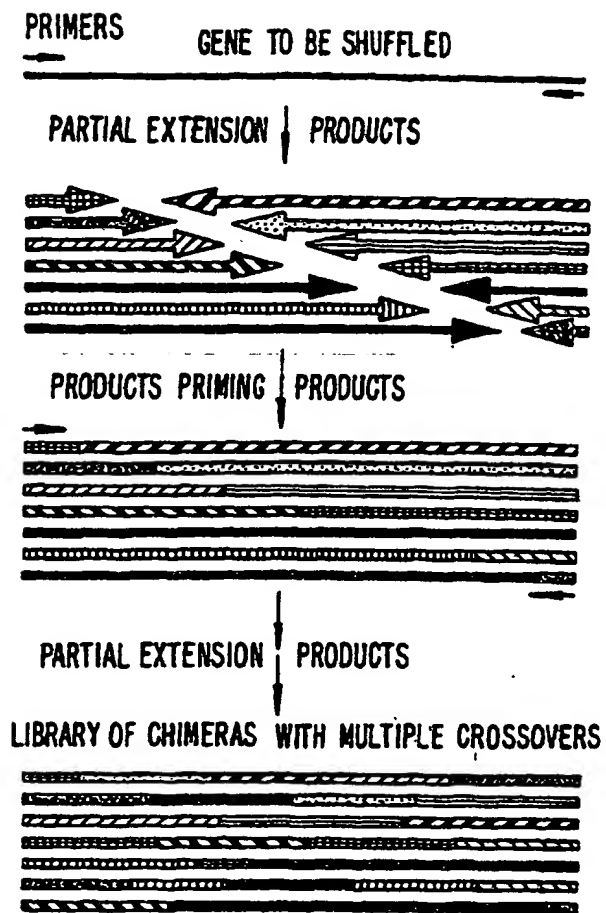 PRIMERS
GENE TO BE SHUFFLED
PARTIAL EXTENSION PRODUCTS
PRODUCTS PRIMING PRODUCTS
PARTIAL EXTENSION PRODUCTS
LIBRARY OF CHIMERAS WITH MULTIPLE CROSSOVERS